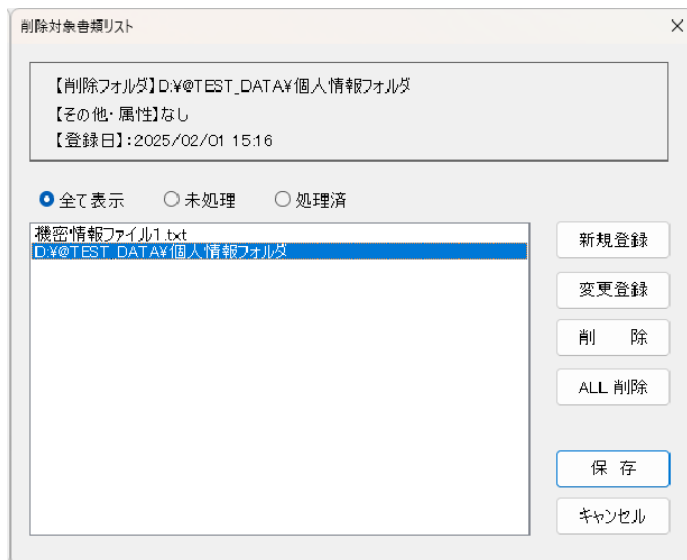 削除対象書類リスト
【削除フォルダ】D:¥@TEST_DATA¥個人情報フォルダ
【その他・属性】なし
【登録日】:2025/02/01 15:16
全て表示 未処理 処理済
機密情報ファイル1.txt
D:¥@TEST_DATA¥個人情報フォルダ
新規登録
変更登録
削 除
ALL 削除
保 存
キャンセル